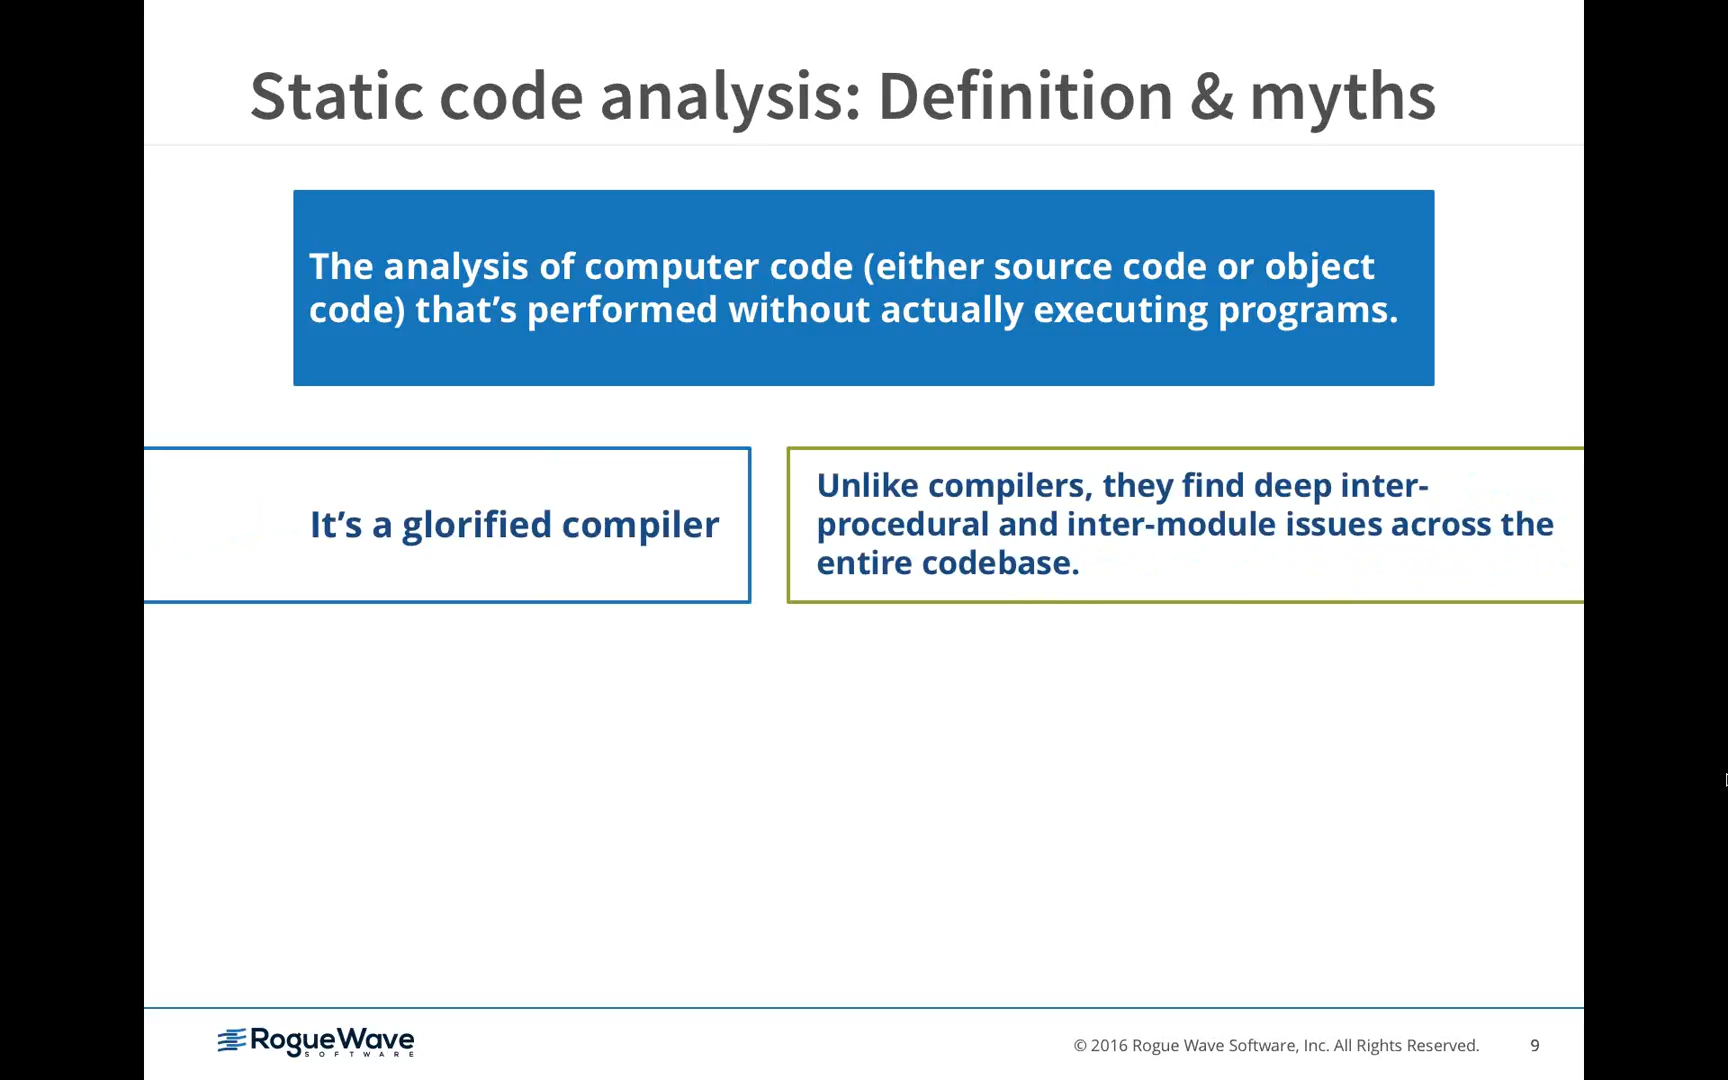 Static code analysis: Definition & myths
The analysis of computer code (either source code or object
code) that’s performed without actually executing programs.
It’s a glorified compiler
Unlike compilers, they find deep inter-
procedural and inter-module issues across the
entire codebase.
RogueWave
SOFTWARE
© 2016 Rogue Wave Software, Inc. All Rights Reserved.
9